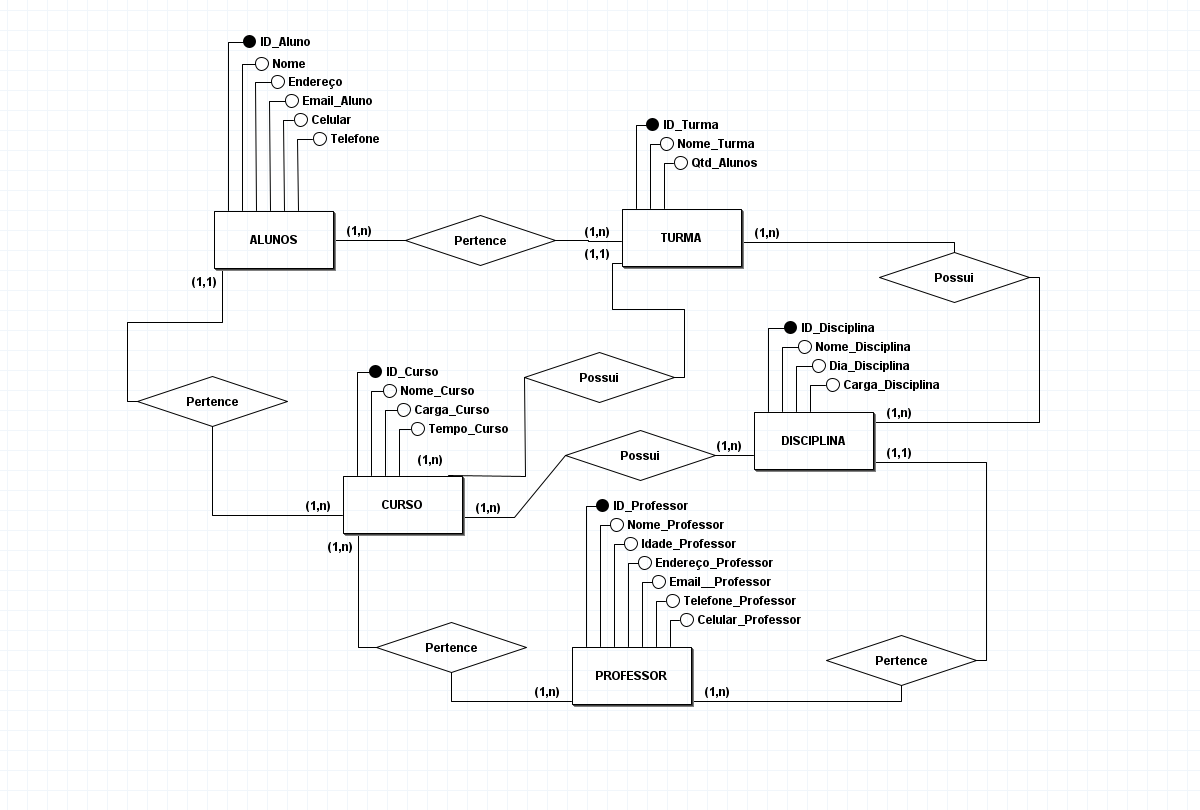 ID_Aluno
Nome
Endereço
Email_Aluno
Celular
Telefone
ID_Turma
Nome_Turma
Qtd_Alunos
ALUNOS
(1,n)
Pertence
(1,n)
TURMA
(1,n)
(1,1)
(1,1)
Possui
ID_Disciplina
Nome_Disciplina
Dia_Disciplina
Carga_Disciplina
ID_Curso
Nome_Curso
Carga_Curso
Tempo_Curso
Possui
Pertence
(1,n)
(1,n)
DISCIPLINA
(1,n)
(1,1)
Possui
(1,n)
CURSO
(1,n)
(1,n)
ID_Professor
Nome_Professor
Idade_Professor
Endereço_Professor
Email__Professor
Telefone_Professor
Celular_Professor
Pertence
PROFESSOR
Pertence
(1,n)
(1,n)